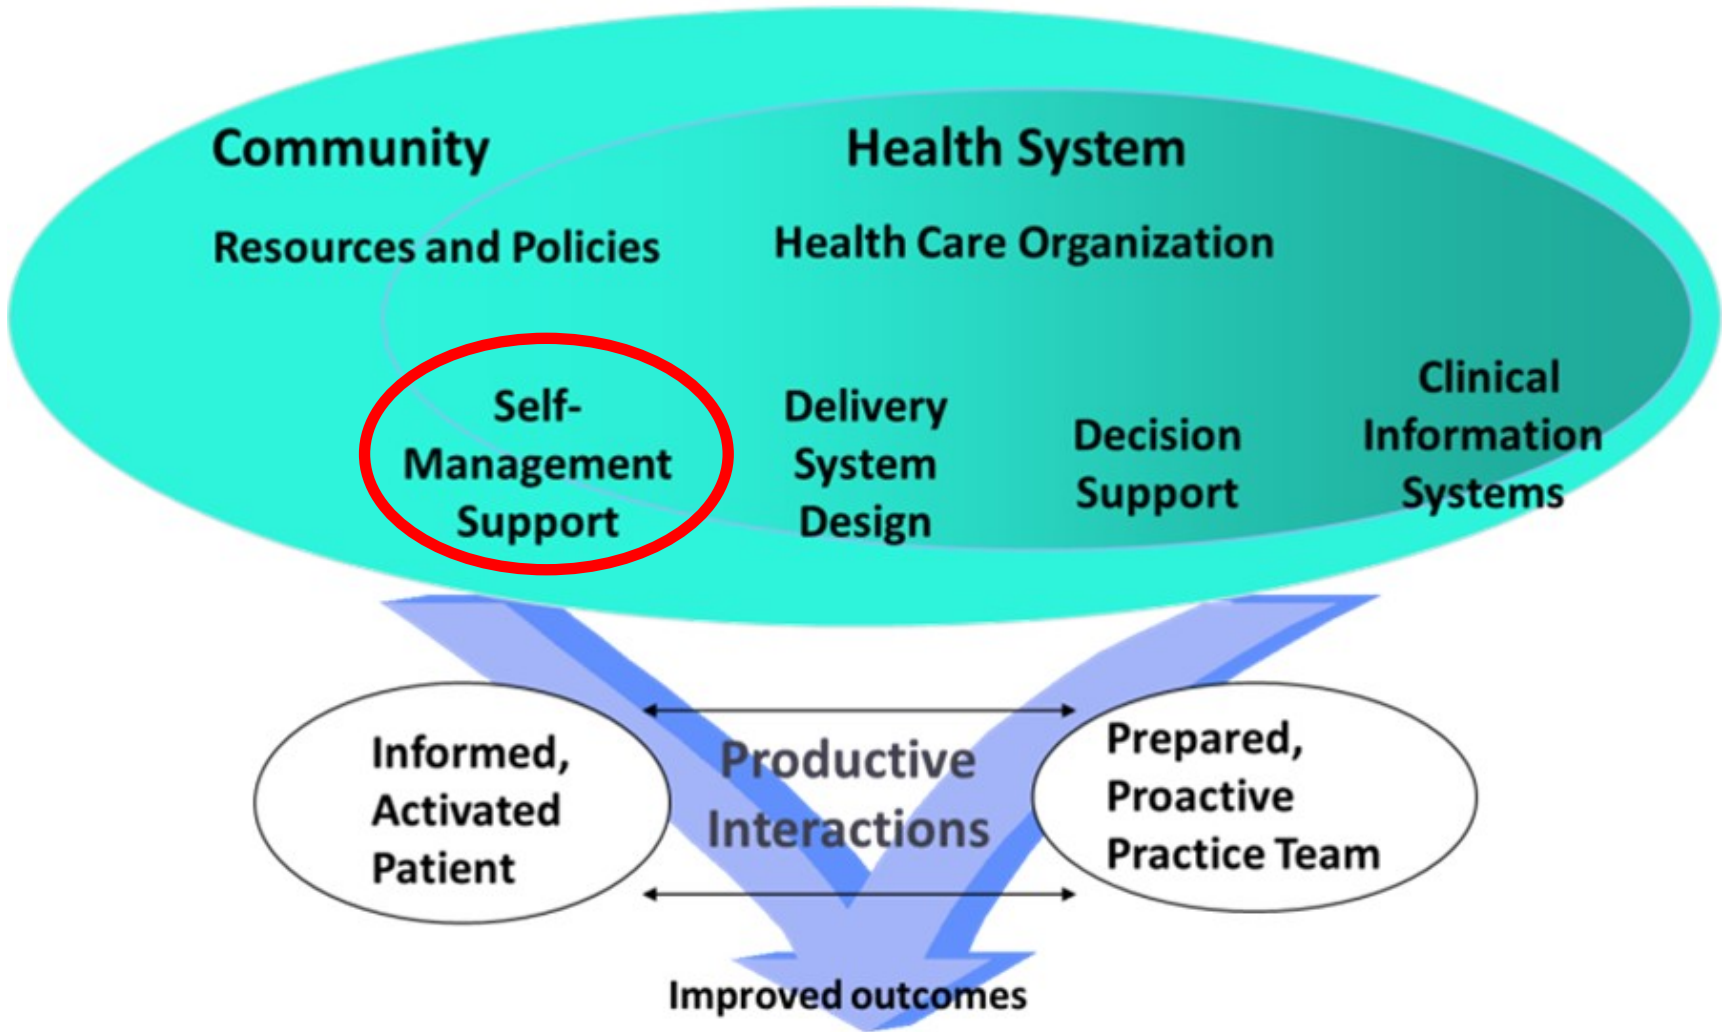 Community
Health System
Resources and Policies
Health Care Organization
Self-
Management
Support
Delivery
System
Design
Decision
Support
Clinical
Information
Systems
Informed,
Activated
Patient
Productive
Interactions
Prepared,
Proactive
Practice Team
Improved outcomes